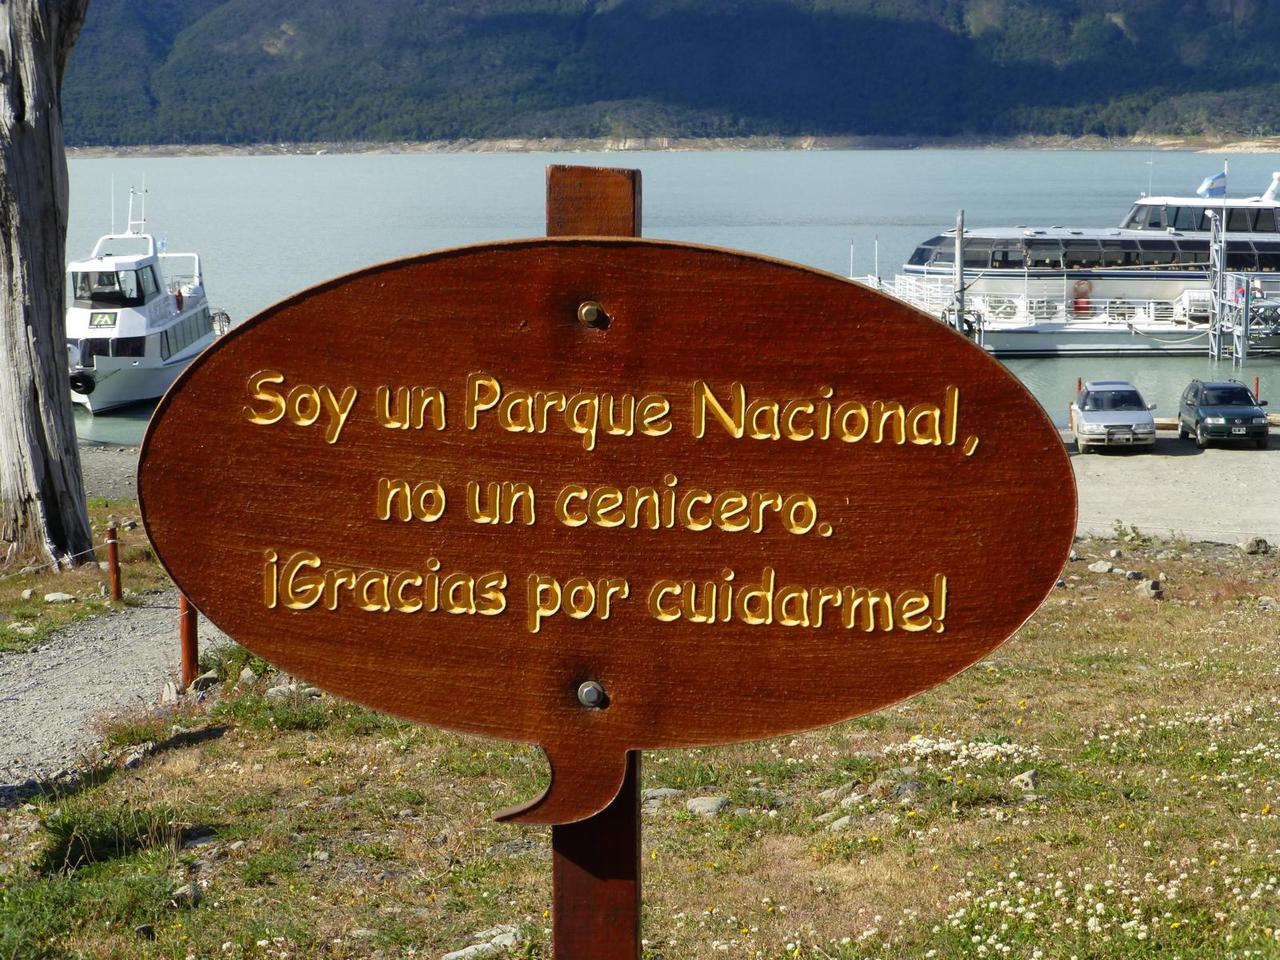 Soy un Parque Nacional,
no un cenicero.
¡Gracias por cuidarme!